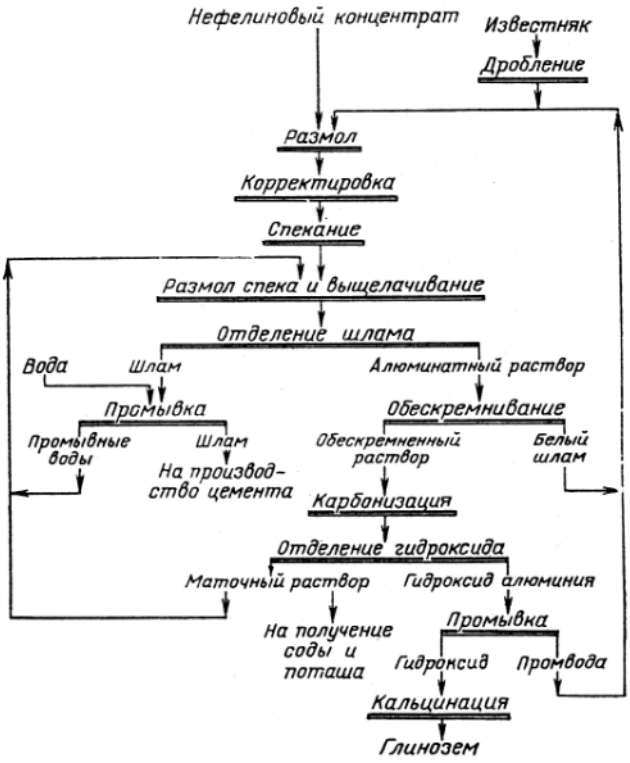 Нефелиновый концентрат
Известняк
Дробление
Размол
Корректировка
Спекание
Размол спека и выщелачивание
Отделение шлама
Вода
Шлам
Алюминатный раствор
Промывка
Обескремнивание
Промывные
воды
Шлам
Обескремненный
раствор
Белый
шлам
На производ-
ство цемента
Карбонизация
Отделение гидроксида
Маточный раствор
Гидроксид алюминия
На получение
соды и
поташа
Промывка
Гидроксид
Промвода
Кальцинация
Глинозем